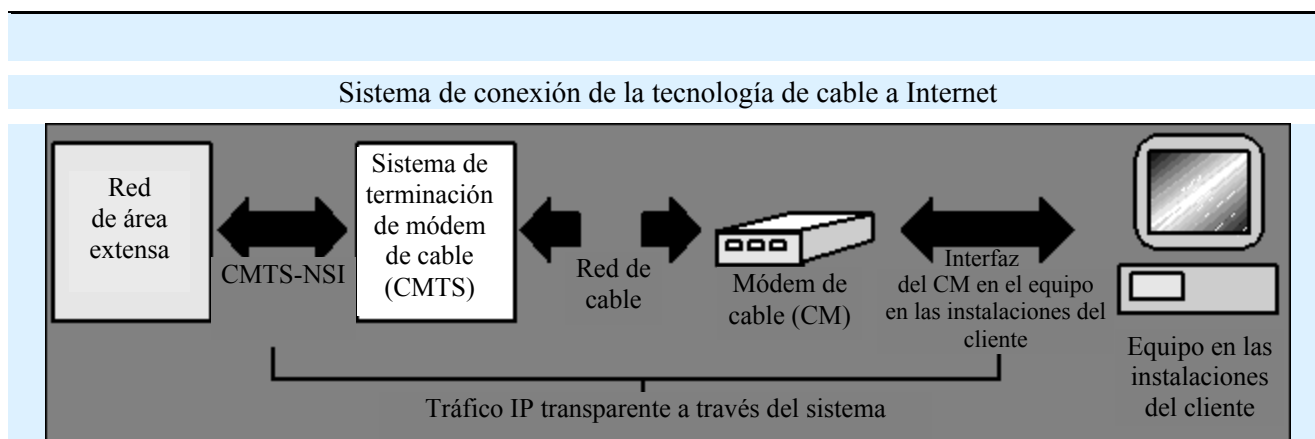 Sistema de conexión de la tecnología de cable a Internet
Red
de área
extensa
CMTS-NSI
Sistema de
terminación
de módem
de cable
(CMTS)
Red de
cable
Módem de
cable (CM)
Interfaz
del CM en el equipo
en las instalaciones del
cliente
Equipo en las
instalaciones
del cliente
Tráfico IP transparente a través del sistema